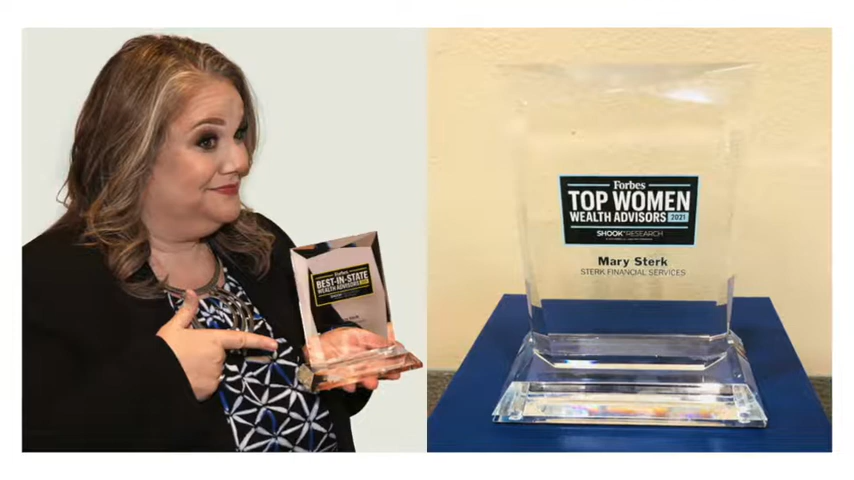 Forbes
BEST-IN-STATE
WEALTH ADVISORS
Forbes
TOP WOMEN
WEALTH ADVISORS 2021
SHOOK RESEARCH
Mary Sterk
STERK FINANCIAL SERVICES